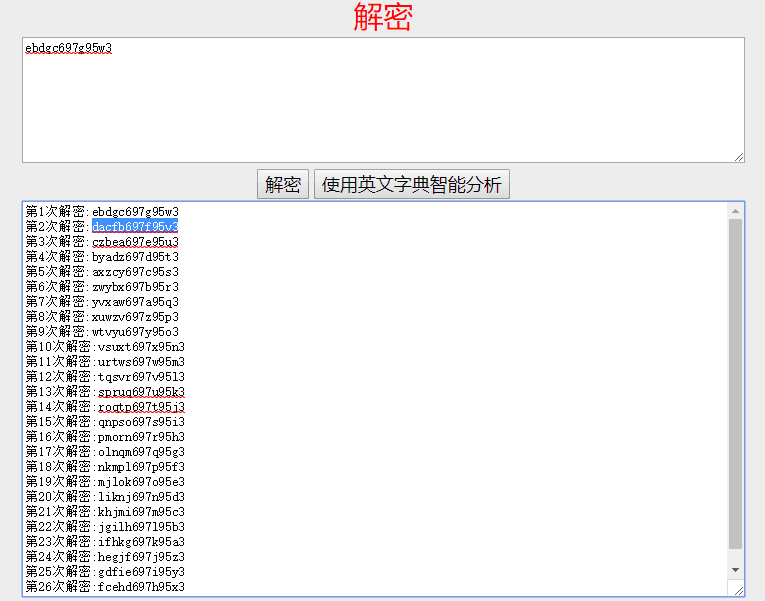 解密
ebdgc697g95w3
解密 使用英文字典智能分析
第1次解密:ebdgc697g95w3
第2次解密:dacfb697f95v3
第3次解密:czbea697e95u3
第4次解密:byadz697d95t3
第5次解密:axzcy697c95s3
第6次解密:zwybx697b95r3
第7次解密:yvxaw697a95q3
第8次解密:xuwzv697z95p3
第9次解密:wtvyu697y95o3
第10次解密:vsuxt697x95n3
第11次解密:urtws697w95m3
第12次解密:tqsvr697v95l3
第13次解密:spruq697u95k3
第14次解密:roqtp697t95j3
第15次解密:qnpso697s95i3
第16次解密:pmorn697r95h3
第17次解密:olnqm697q95g3
第18次解密:nkmpl697p95f3
第19次解密:mjlok697o95e3
第20次解密:liknj697n95d3
第21次解密:khjmi697m95c3
第22次解密:jgilh697l95b3
第23次解密:ifhkg697k95a3
第24次解密:hegjf697j95z3
第25次解密:gdfie697i95y3
第26次解密:fcehd697h95x3